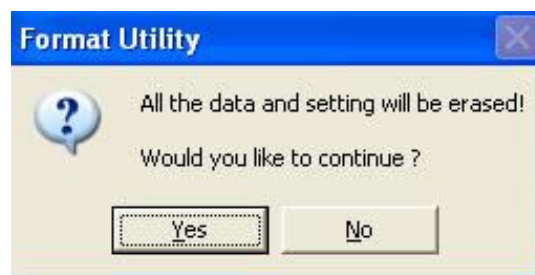 Format Utility
All the data and setting will be erased!
Would you like to continue ?
Yes No